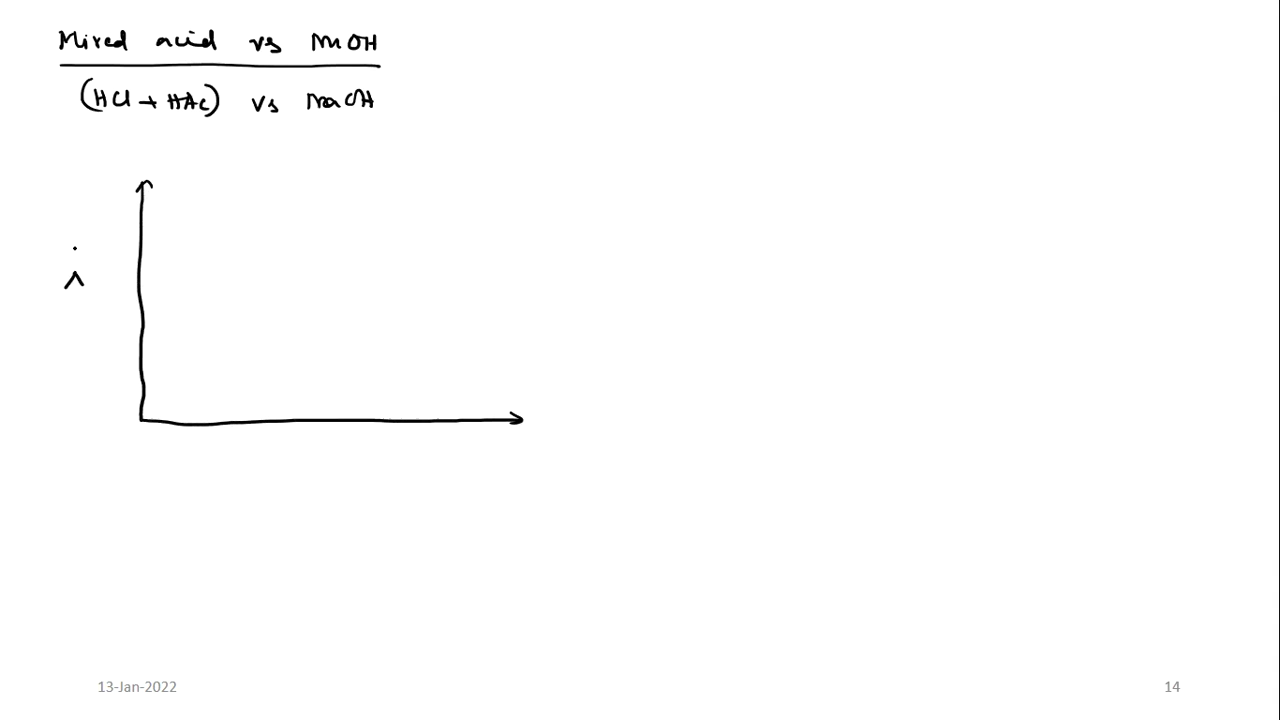 Mixed acid vs NaOH
(HCl + HAc) vs NaOH
Λ
13-Jan-2022
14